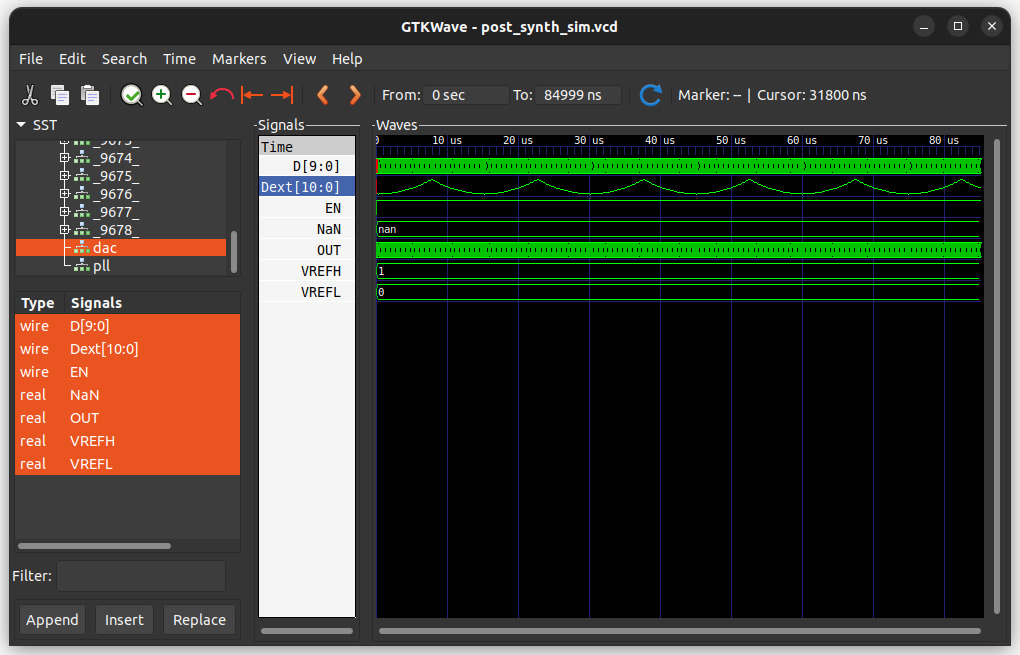 GTKWave - post_synth_sim.vcd
File Edit Search Time Markers View Help
From: 0 sec To: 84999 ns Marker: -- | Cursor: 31800 ns
SST
_9674_
_9675_
_9676_
_9677_
_9678_
dac
pll
Type Signals
wire D[9:0]
wire Dext[10:0]
wire EN
real NaN
real OUT
real VREFH
real VREFL
Filter:
Append Insert Replace
Signals
Time
D[9:0]
Dext[10:0]
EN
NaN
OUT
VREFH
VREFL
Waves
0 10 us 20 us 30 us 40 us 50 us 60 us 70 us 80 us
nan
1
0